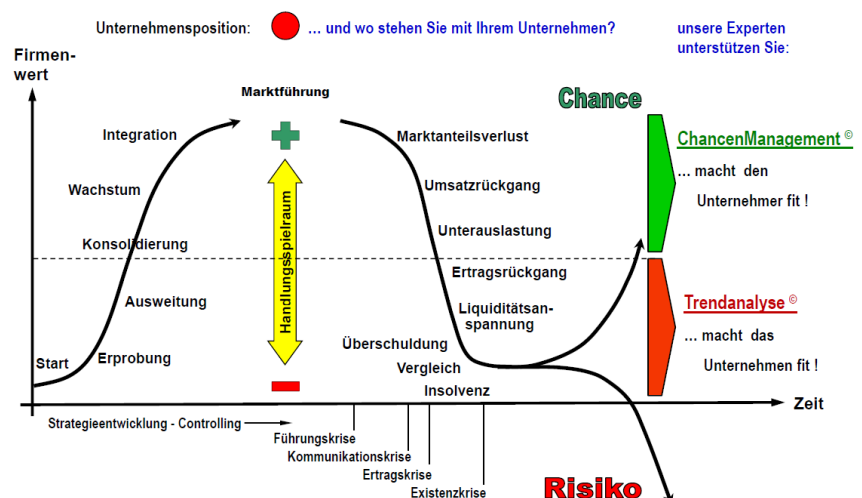 Unternehmensposition:
... und wo stehen Sie mit Ihrem Unternehmen?
unsere Experten
unterstützen Sie:
Firmen-
wert
Marktführung
Chance
Integration
Marktanteilsverlust
ChancenManagement ©
... macht den
Unternehmer fit !
Wachstum
Umsatzrückgang
Handlungsspielraum
Unterauslastung
Konsolidierung
Ertragsrückgang
Ausweitung
Liquiditätsan-
spannung
Trendanalyse ©
... macht das
Unternehmen fit !
Überschuldung
Start
Erprobung
Vergleich
Insolvenz
Zeit
Strategieentwicklung - Controlling
Führungskrise
Kommunikationskrise
Ertragskrise
Existenzkrise
Risiko